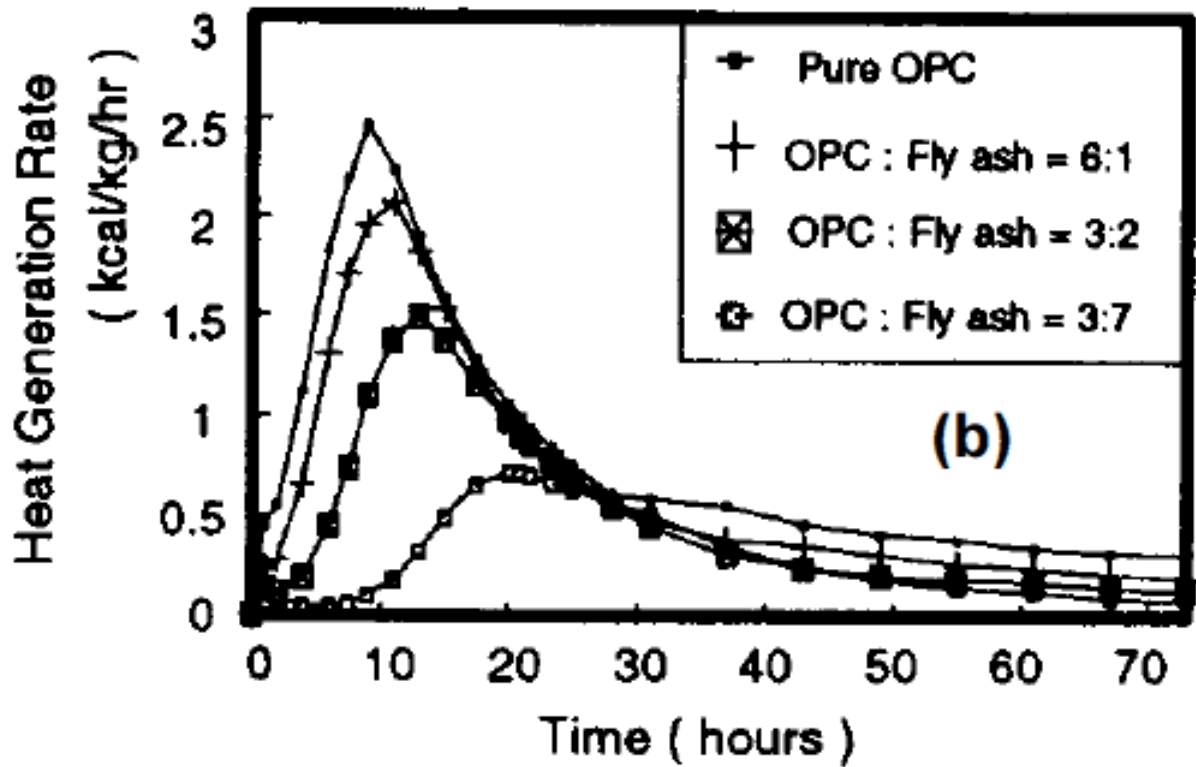 Heat Generation Rate
( kcal/kg/hr )
3
2.5
2
1.5
1
0.5
0
Pure OPC
OPC : Fly ash = 6:1
OPC : Fly ash = 3:2
OPC : Fly ash = 3:7
(b)
0 10 20 30 40 50 60 70
Time ( hours )